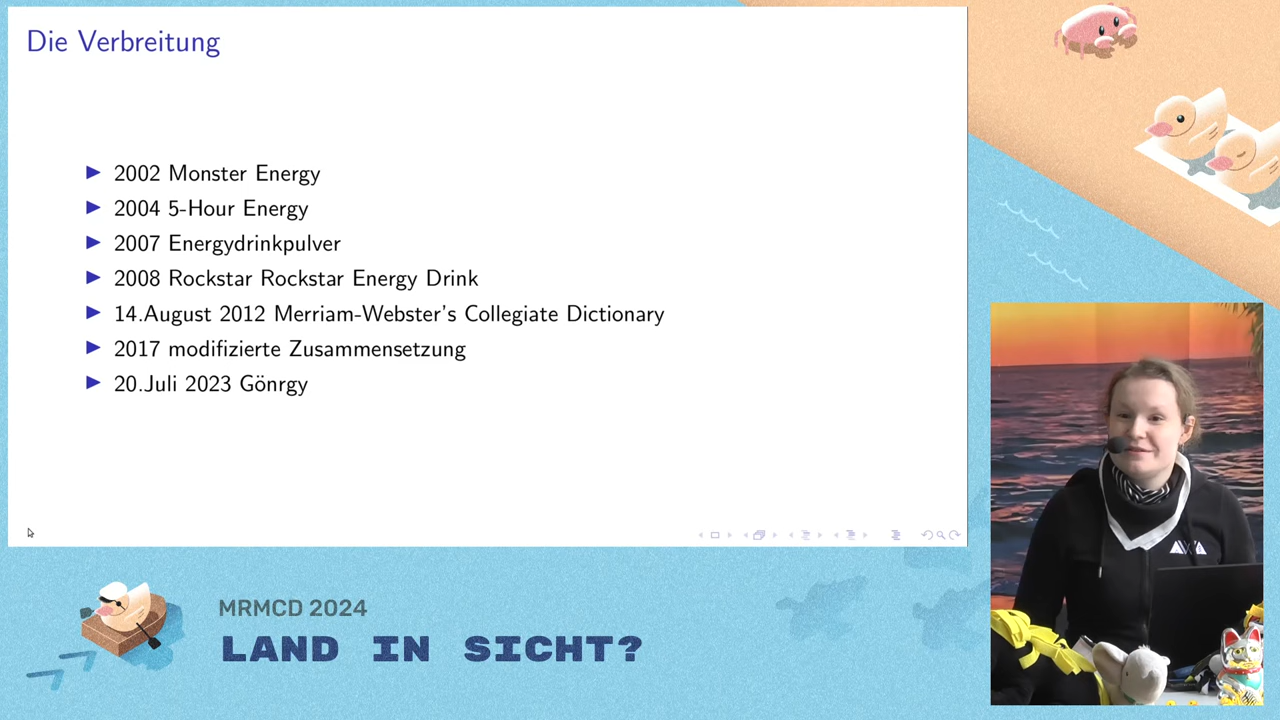 Die Verbreitung
2002 Monster Energy
2004 5-Hour Energy
2007 Energydrinkpulver
2008 Rockstar Rockstar Energy Drink
14.August 2012 Merriam-Webster's Collegiate Dictionary
2017 modifizierte Zusammensetzung
20.Juli 2023 Gönrgy
MRMCD 2024
LAND IN SICHT?